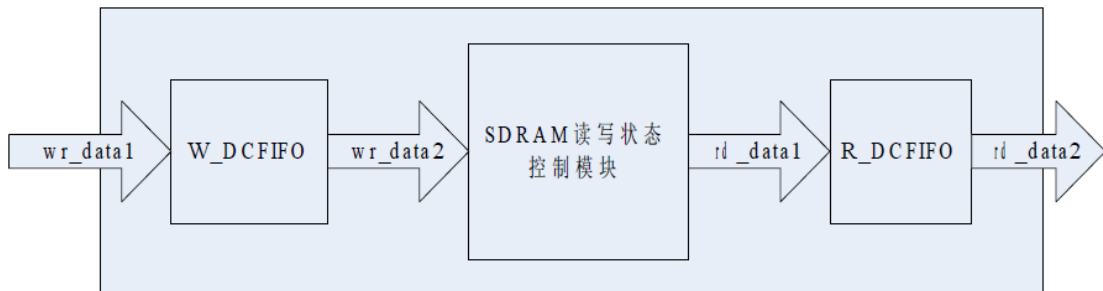 wr_data1
W_DCFIFO
wr_data2
SDRAM读写状态
控制模块
rd_data1
R_DCFIFO
rd_data2